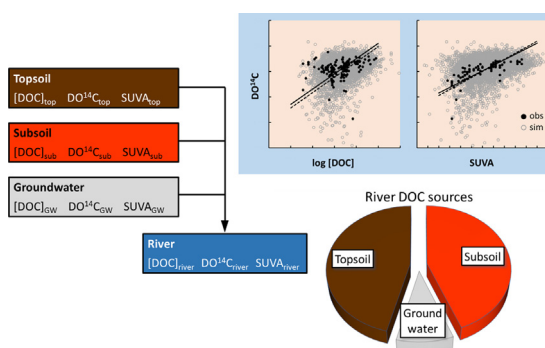 Topsoil
[DOC]top DO¹⁴Ctop SUVAtop
Subsoil
[DOC]sub DO¹⁴Csub SUVAsub
Groundwater
[DOC]GW DO¹⁴CGW SUVAGW
River
[DOC]river DO¹⁴Criver SUVAriver
DO¹⁴C
log [DOC]
SUVA
obs
sim
River DOC sources
Topsoil
Subsoil
Ground
water